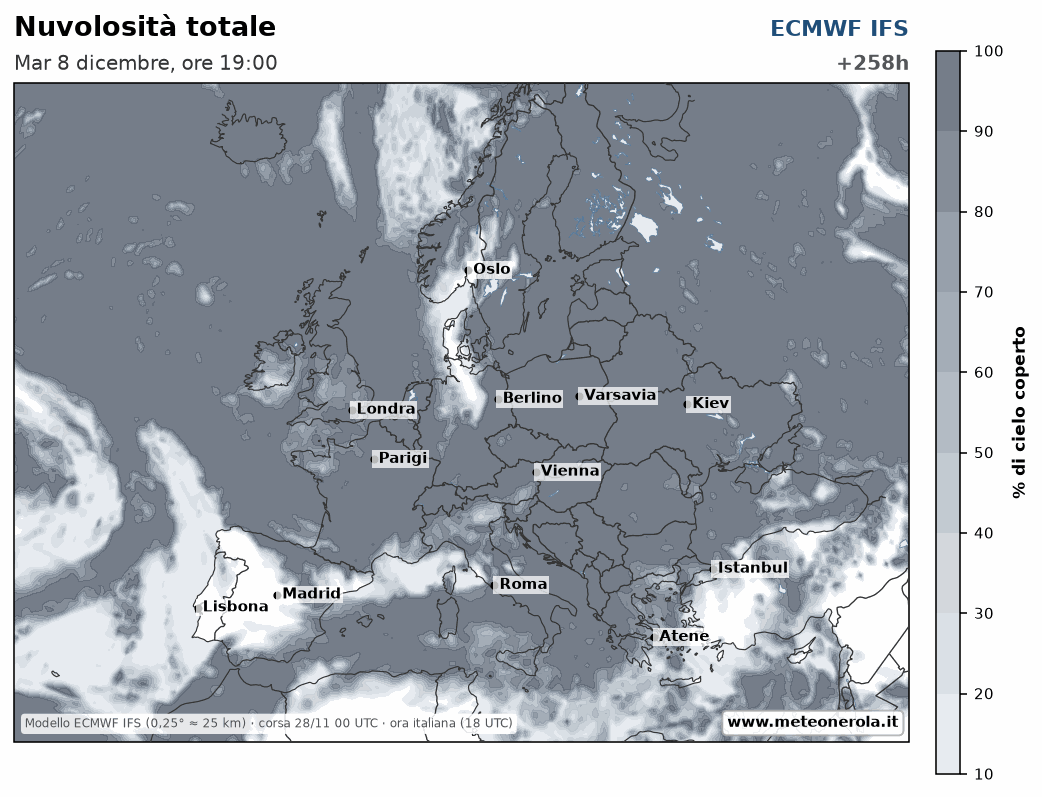 Nuvolosità totale
ECMWF IFS
Mar 8 dicembre, ore 19:00
+258h
100
90
80
70
60
50
40
30
20
10
% di cielo coperto
Oslo
Londra
Berlino
Varsavia
Kiev
Parigi
Vienna
Istanbul
Roma
Madrid
Lisbona
Atene
Modello ECMWF IFS (0,25° ≈ 25 km) · corsa 28/11 00 UTC · ora italiana (18 UTC)
www.meteonerola.it